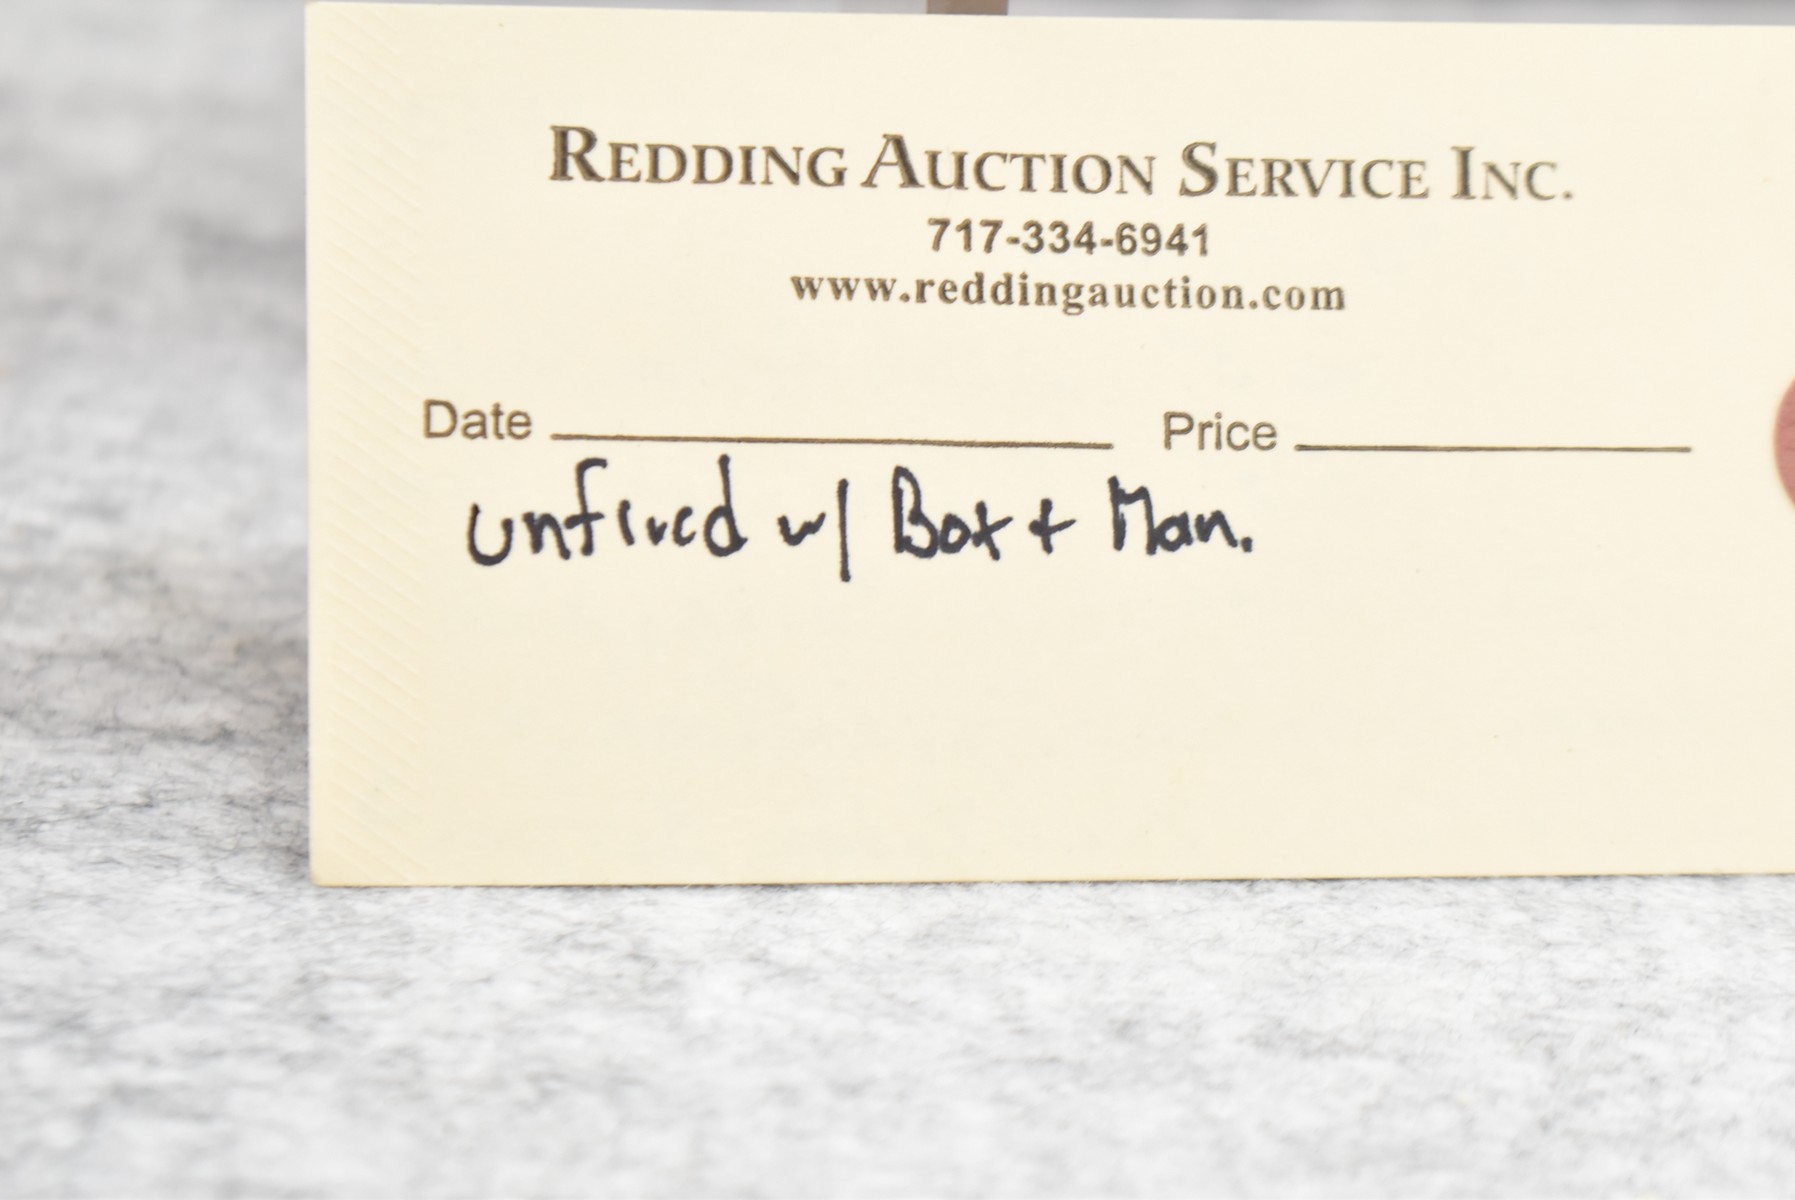 REDDING AUCTION SERVICE INC.
717-334-6941
www.reddingauction.com
Date Price
unfired w/ Box + Man.